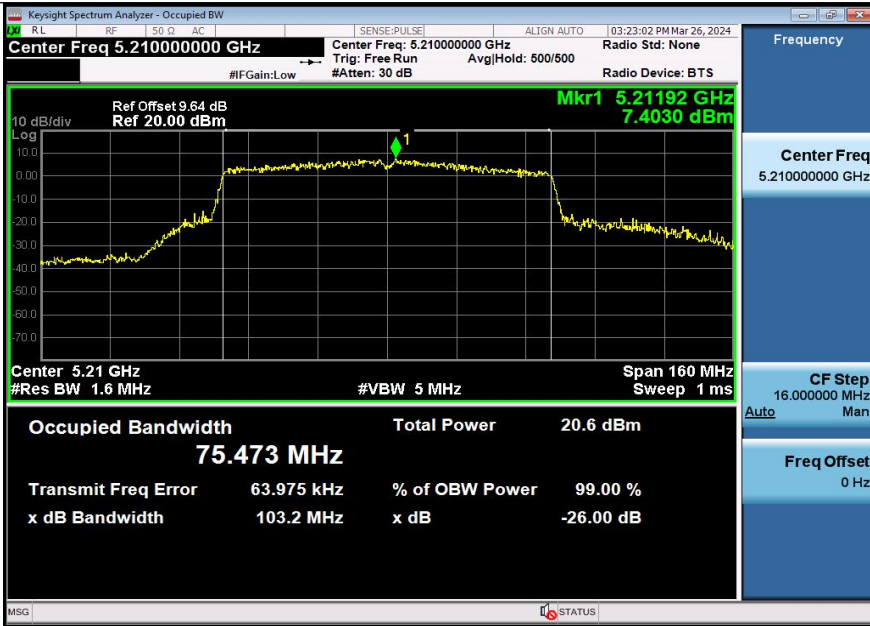 Keysight Spectrum Analyzer - Occupied BW
LXI RL RF 50 Ω AC SENSE:PULSE ALIGN AUTO 03:23:02 PM Mar 26, 2024
Center Freq 5.210000000 GHz
Center Freq: 5.210000000 GHz
Radio Std: None
Trig: Free Run
Avg|Hold: 500/500
#IFGain:Low
#Atten: 30 dB
Radio Device: BTS
Ref Offset 9.64 dB
Mkr1 5.21192 GHz
10 dB/div
Ref 20.00 dBm
7.4030 dBm
Log
1
10.0
0.00
-10.0
-20.0
-30.0
-40.0
-50.0
-60.0
-70.0
Center 5.21 GHz
Span 160 MHz
#Res BW 1.6 MHz
#VBW 5 MHz
Sweep 1 ms
Occupied Bandwidth
Total Power 20.6 dBm
75.473 MHz
Transmit Freq Error 63.975 kHz
% of OBW Power 99.00 %
x dB Bandwidth 103.2 MHz
x dB -26.00 dB
MSG
STATUS
Frequency
Center Freq
5.210000000 GHz
CF Step
16.000000 MHz
Auto Man
Freq Offset
0 Hz